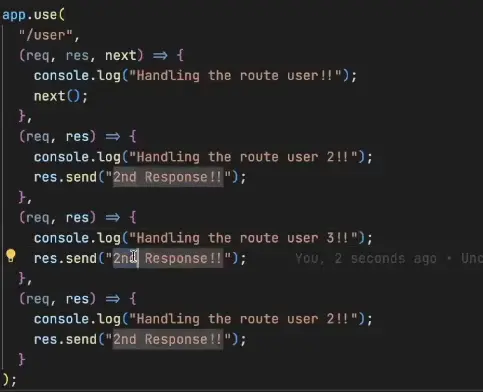 app.use(
"/user",
(req, res, next) => {
console.log("Handling the route user!!");
next();
},
(req, res) => {
console.log("Handling the route user 2!!");
res.send("2nd Response!!");
},
(req, res) => {
console.log("Handling the route user 3!!");
res.send("2nd Response!!"); You, 2 seconds ago • Unc
},
(req, res) => {
console.log("Handling the route user 2!!");
res.send("2nd Response!!");
}
);